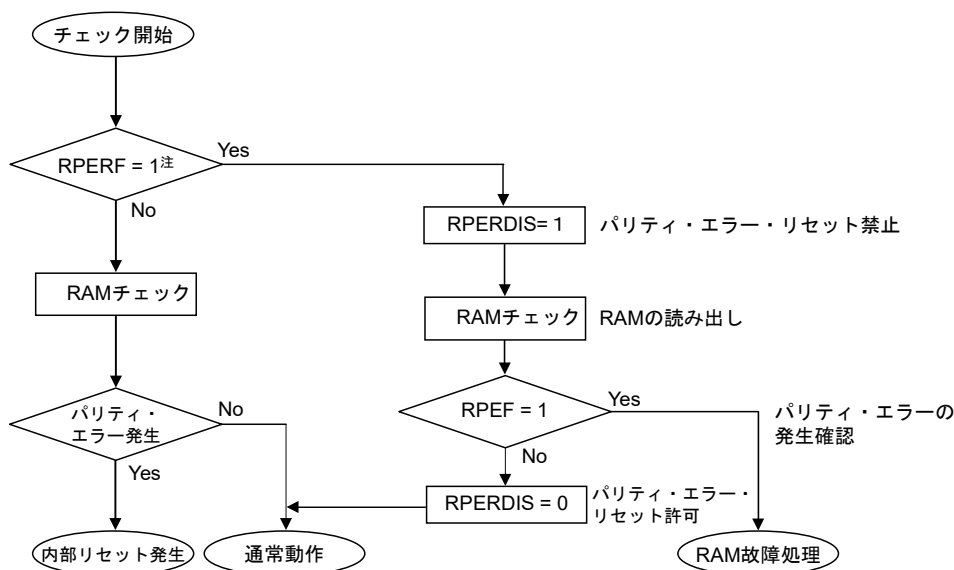 チェック開始
RPERF = 1注
Yes
No
RPERDIS= 1
パリティ・エラー・リセット禁止
RAMチェック
RAMチェック
RAMの読み出し
パリティ・
エラー発生
No
Yes
RPEF = 1
Yes
No
パリティ・エラーの
発生確認
RPERDIS = 0
パリティ・エラー・
リセット許可
内部リセット発生
通常動作
RAM故障処理